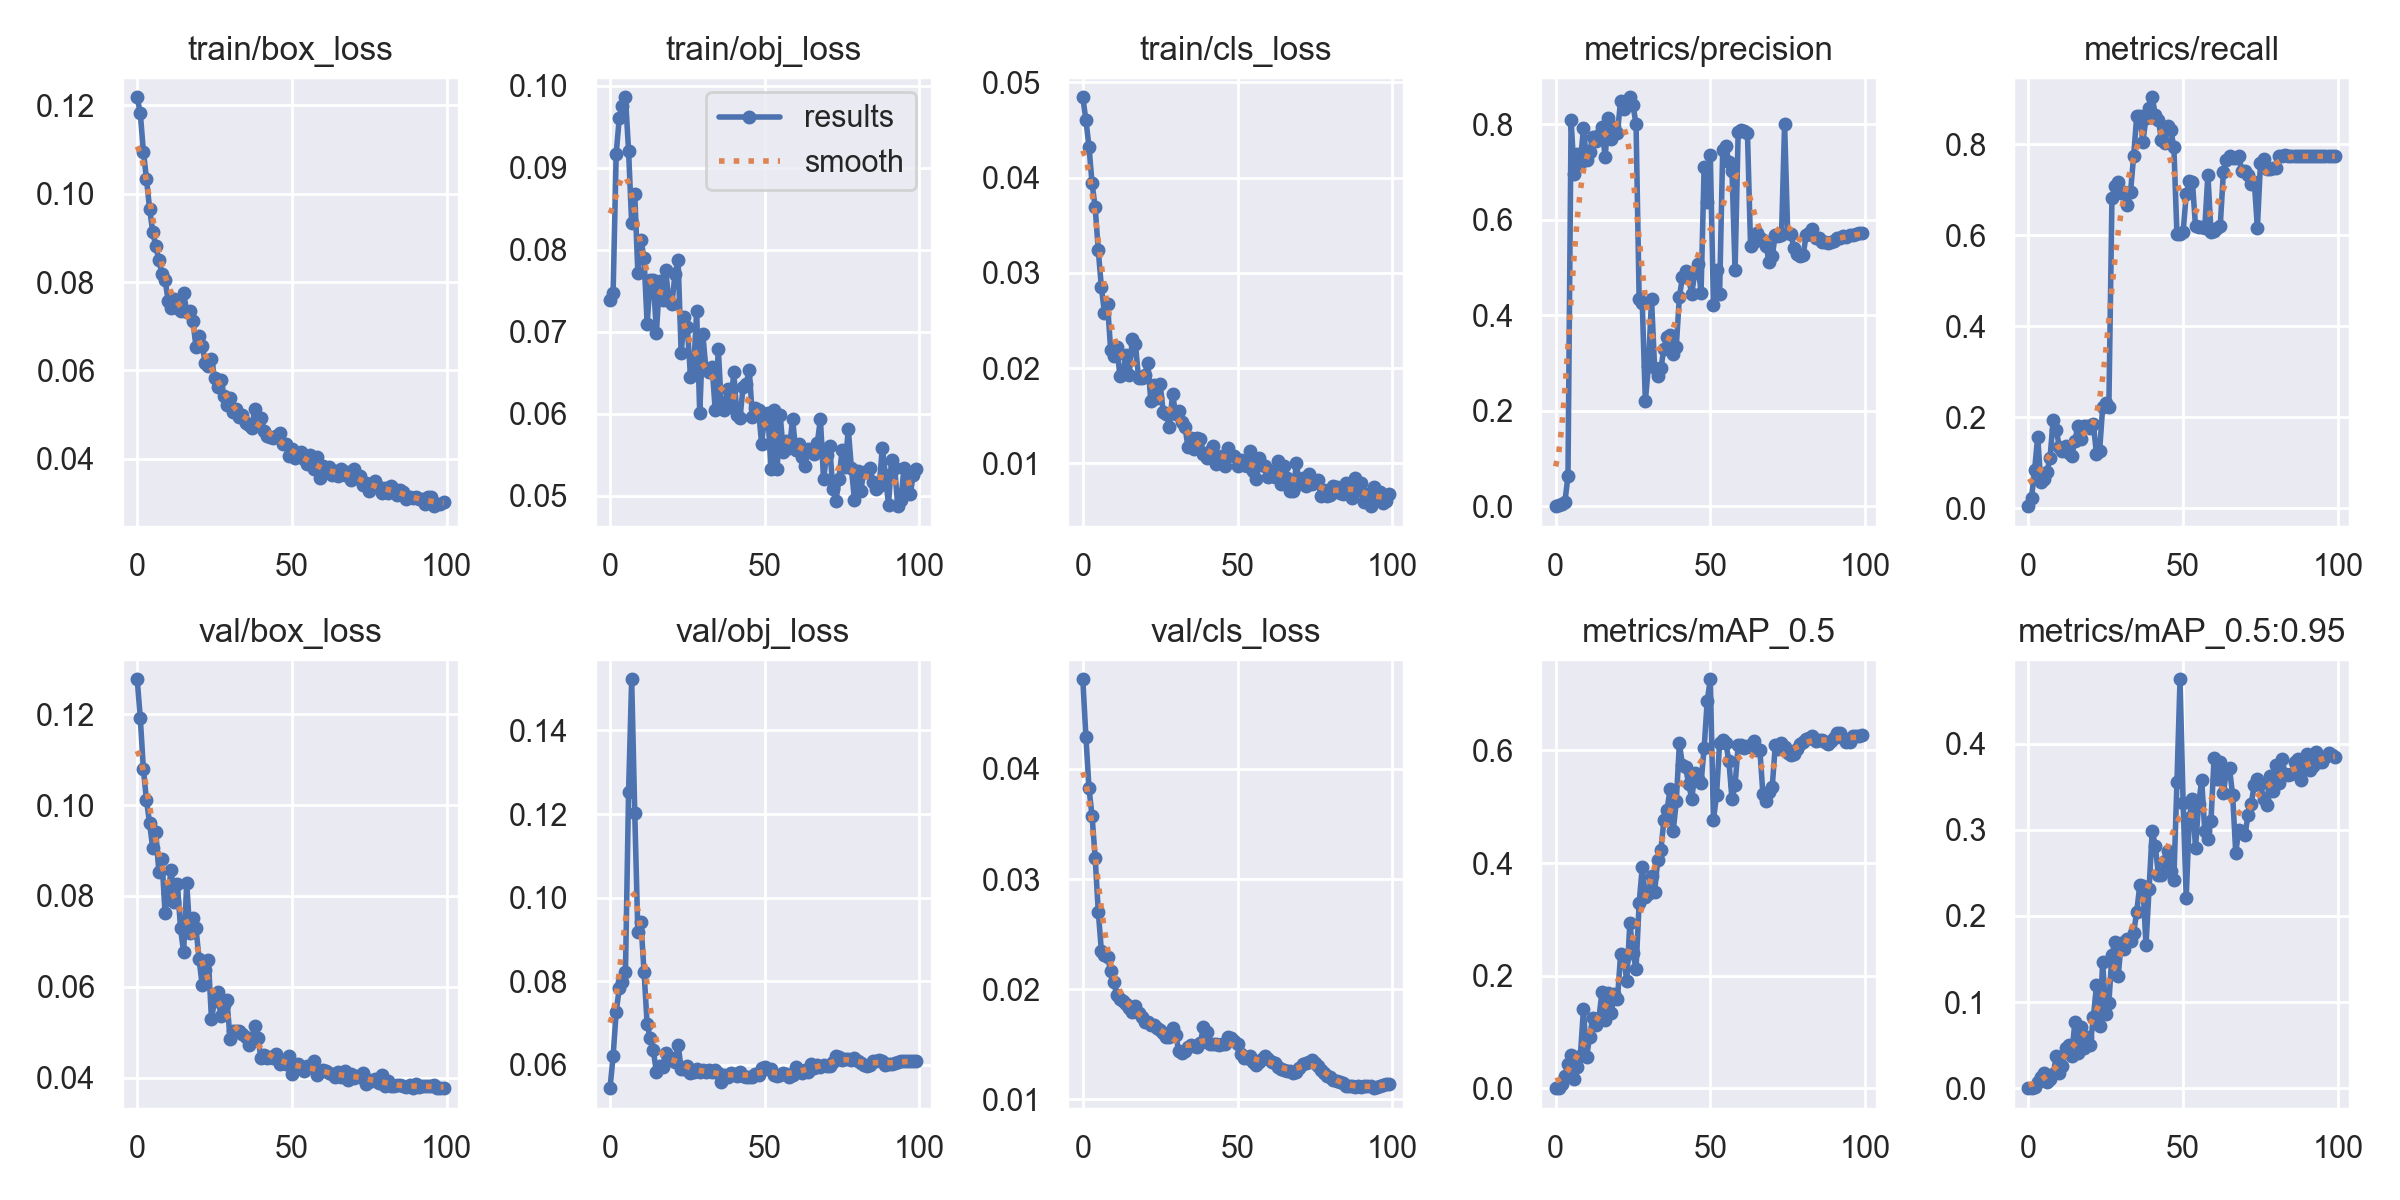 train/box_loss
0.12
0.10
0.08
0.06
0.04
0 50 100
train/obj_loss
results
smooth
0.10
0.09
0.08
0.07
0.06
0.05
0 50 100
train/cls_loss
0.05
0.04
0.03
0.02
0.01
0 50 100
metrics/precision
0.8
0.6
0.4
0.2
0.0
0 50 100
metrics/recall
0.8
0.6
0.4
0.2
0.0
0 50 100
val/box_loss
0.12
0.10
0.08
0.06
0.04
0 50 100
val/obj_loss
0.14
0.12
0.10
0.08
0.06
0 50 100
val/cls_loss
0.04
0.03
0.02
0.01
0 50 100
metrics/mAP_0.5
0.6
0.4
0.2
0.0
0 50 100
metrics/mAP_0.5:0.95
0.4
0.3
0.2
0.1
0.0
0 50 100